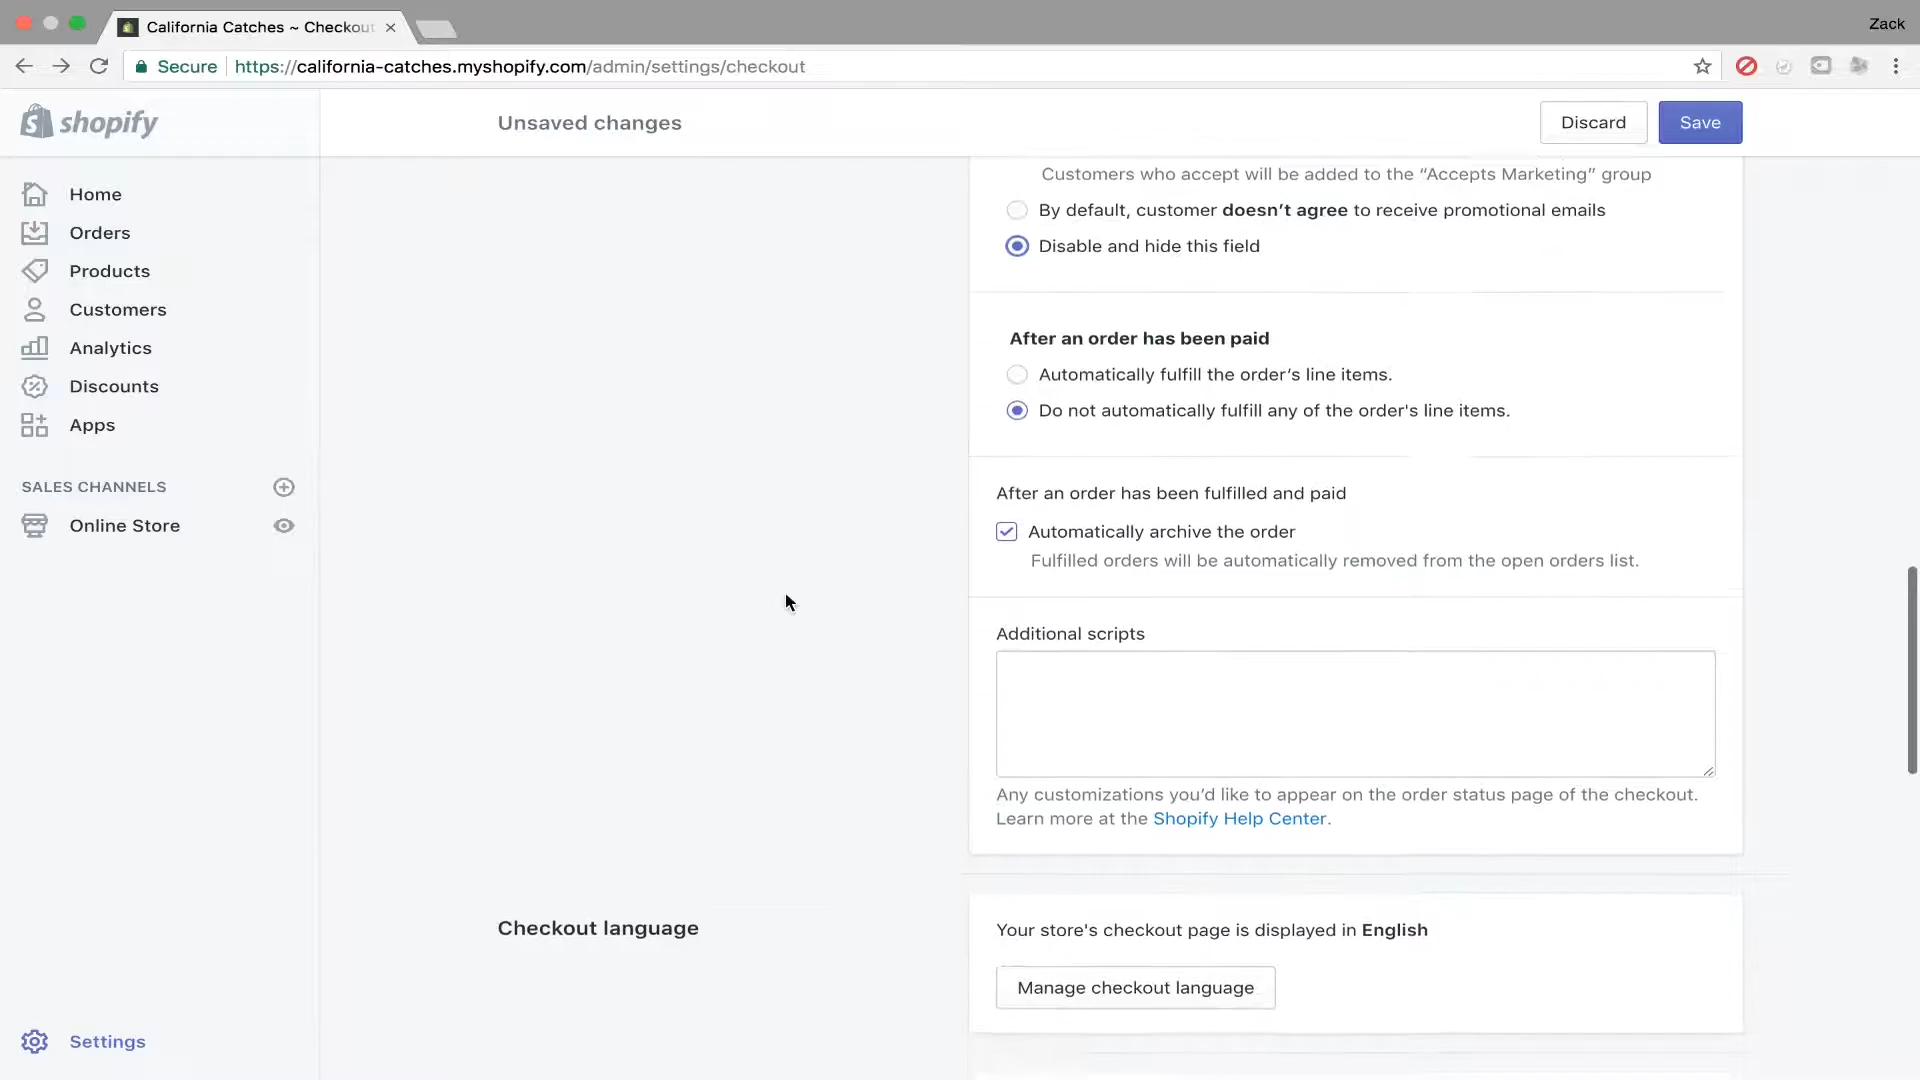 California Catches ~ Checkout
Zack
Secure
https://california-catches.myshopify.com/admin/settings/checkout
shopify
Unsaved changes
Discard
Save
Home
Orders
Products
Customers
Analytics
Discounts
Apps
SALES CHANNELS
Online Store
Settings
Customers who accept will be added to the “Accepts Marketing” group
By default, customer doesn’t agree to receive promotional emails
Disable and hide this field
After an order has been paid
Automatically fulfill the order’s line items.
Do not automatically fulfill any of the order's line items.
After an order has been fulfilled and paid
Automatically archive the order
Fulfilled orders will be automatically removed from the open orders list.
Additional scripts
Any customizations you’d like to appear on the order status page of the checkout.
Learn more at the Shopify Help Center.
Checkout language
Your store's checkout page is displayed in English
Manage checkout language